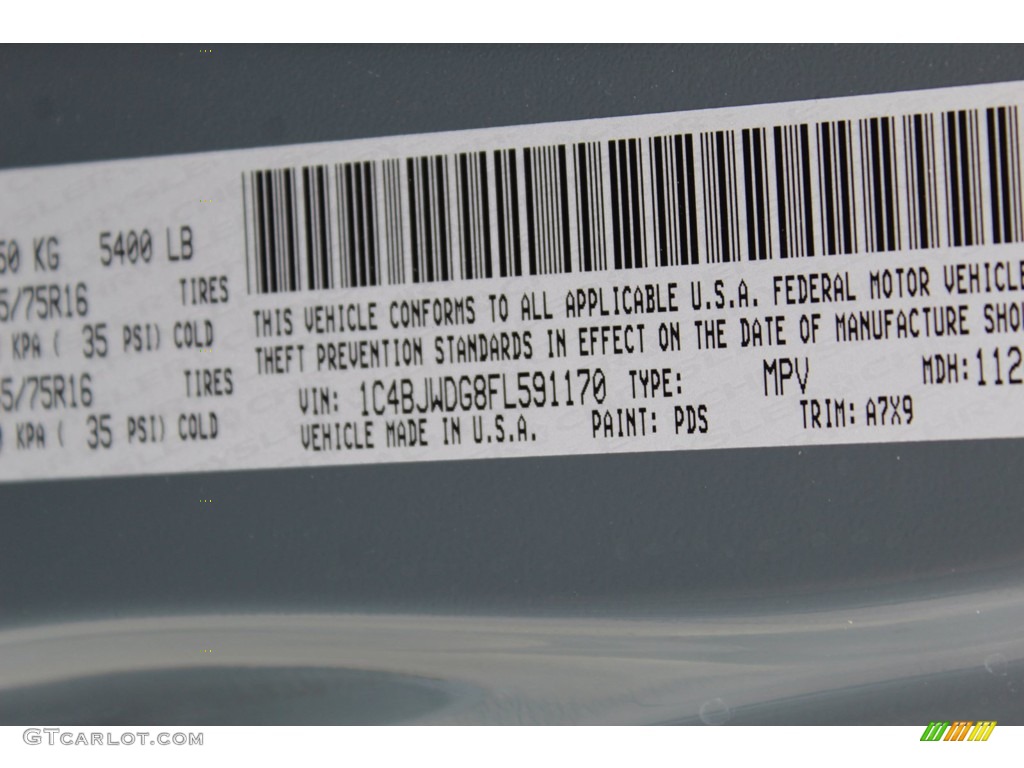 50 KG 5400 LB
5/75R16 TIRES
KPA ( 35 PSI) COLD
5/75R16 TIRES
KPA ( 35 PSI) COLD
THIS VEHICLE CONFORMS TO ALL APPLICABLE U.S.A. FEDERAL MOTOR VEHICLE
THEFT PREVENTION STANDARDS IN EFFECT ON THE DATE OF MANUFACTURE SHO
VIN: 1C4BJWDG8FL591170 TYPE: MPV MDH: 112
VEHICLE MADE IN U.S.A. PAINT: PDS TRIM: A7X9
GTCARLOT.COM